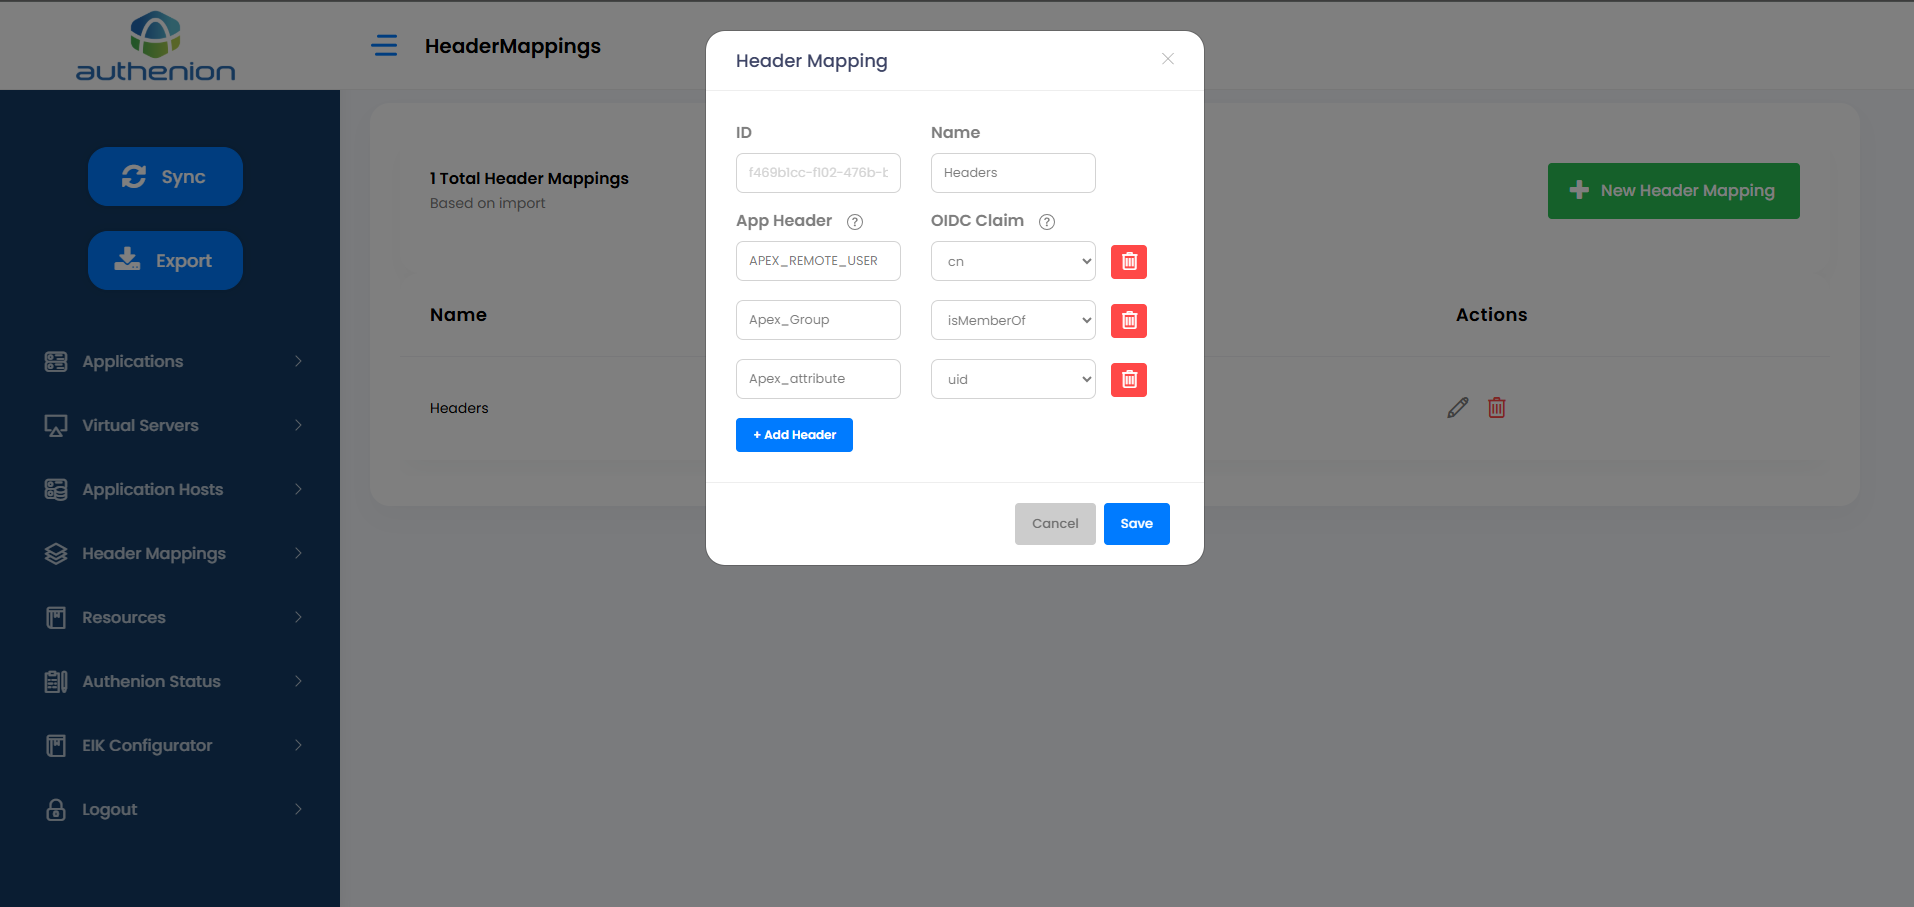 authenion
HeaderMappings
Sync
Export
Applications
Virtual Servers
Application Hosts
Header Mappings
Resources
Authenion Status
EIK Configurator
Logout
1 Total Header Mappings
Based on import
New Header Mapping
Name
Actions
Headers
Header Mapping
ID
Name
f469b1cc-f102-476b-b
Headers
App Header ?
OIDC Claim ?
APEX_REMOTE_USER
cn
Apex_Group
isMemberOf
Apex_attribute
uid
+ Add Header
Cancel
Save